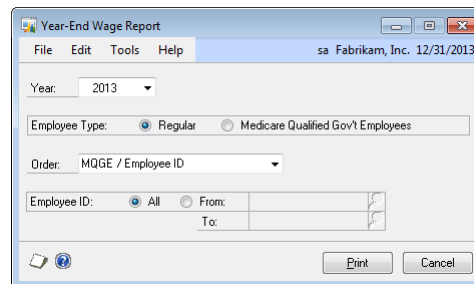 Year-End Wage Report
File Edit Tools Help sa Fabrikam, Inc. 12/31/2013
Year: 2013
Employee Type: Regular Medicare Qualified Gov't Employees
Order: MQGE / Employee ID
Employee ID: All From:
To:
Print Cancel